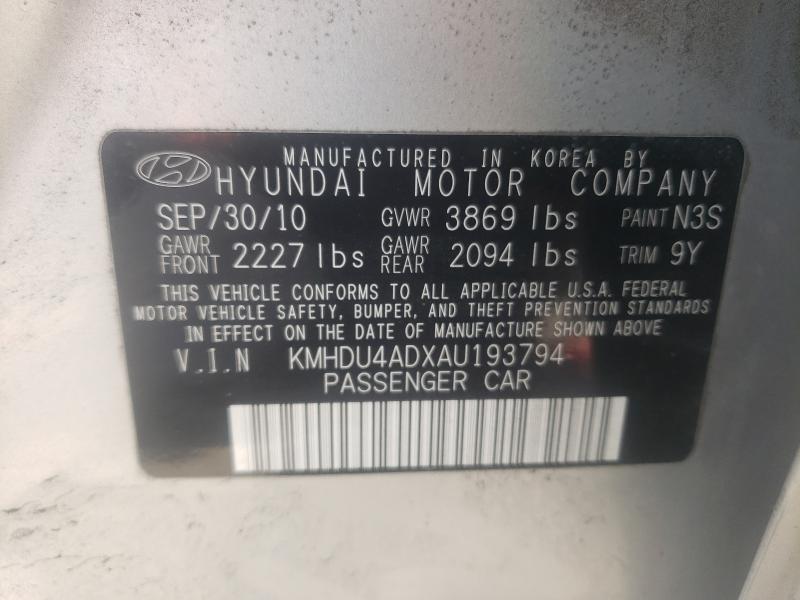 MANUFACTURED IN KOREA BY
HYUNDAI MOTOR COMPANY
SEP/30/10 GVWR 3869 lbs PAINT N3S
GAWR FRONT 2227 lbs GAWR REAR 2094 lbs TRIM 9Y
THIS VEHICLE CONFORMS TO ALL APPLICABLE U.S.A. FEDERAL
MOTOR VEHICLE SAFETY, BUMPER, AND THEFT PREVENTION STANDARDS
IN EFFECT ON THE DATE OF MANUFACTURE SHOWN ABOVE
V.I.N KMHDU4ADXAU193794
PASSENGER CAR